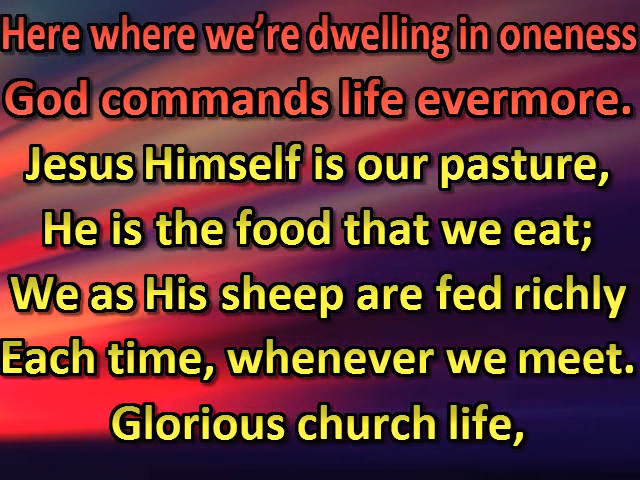 Here where we're dwelling in oneness
God commands life evermore.
Jesus Himself is our pasture,
He is the food that we eat;
We as His sheep are fed richly
Each time, whenever we meet.
Glorious church life,